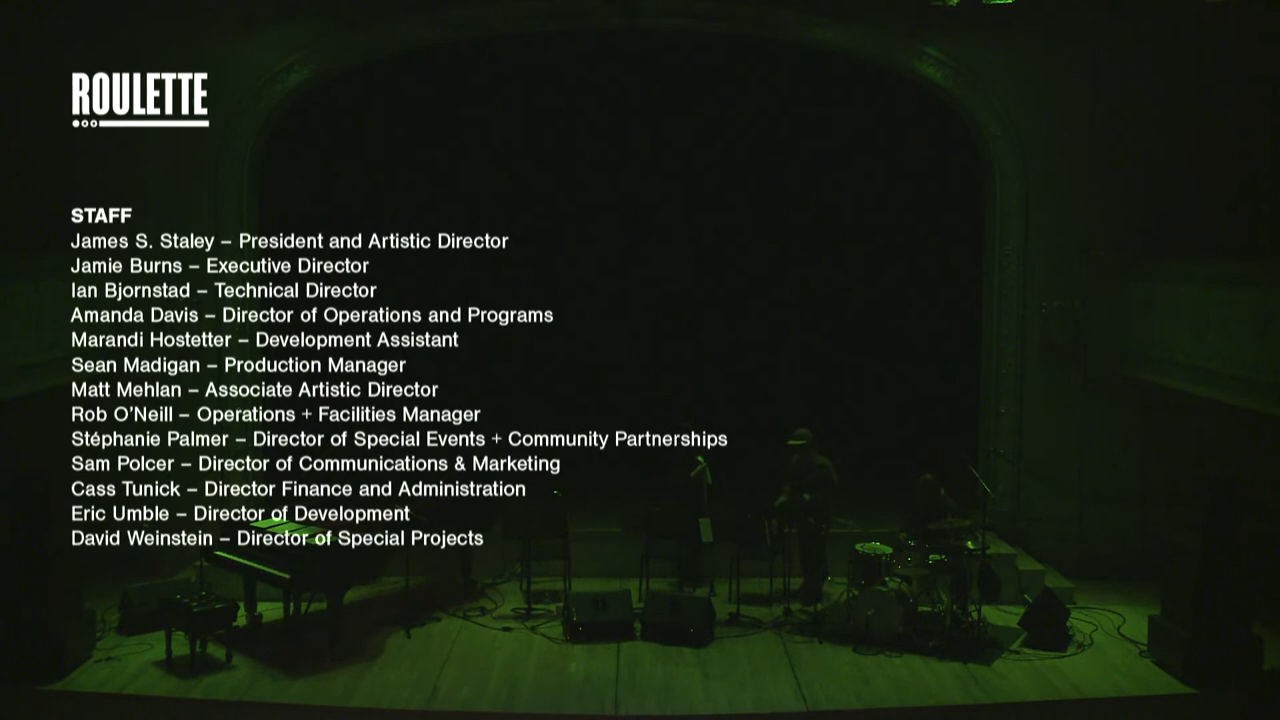 ROULETTE
STAFF
James S. Staley – President and Artistic Director
Jamie Burns – Executive Director
Ian Bjornstad – Technical Director
Amanda Davis – Director of Operations and Programs
Marandi Hostetter – Development Assistant
Sean Madigan – Production Manager
Matt Mehlan – Associate Artistic Director
Rob O’Neill – Operations + Facilities Manager
Stéphanie Palmer – Director of Special Events + Community Partnerships
Sam Polcer – Director of Communications & Marketing
Cass Tunick – Director Finance and Administration
Eric Umble – Director of Development
David Weinstein – Director of Special Projects